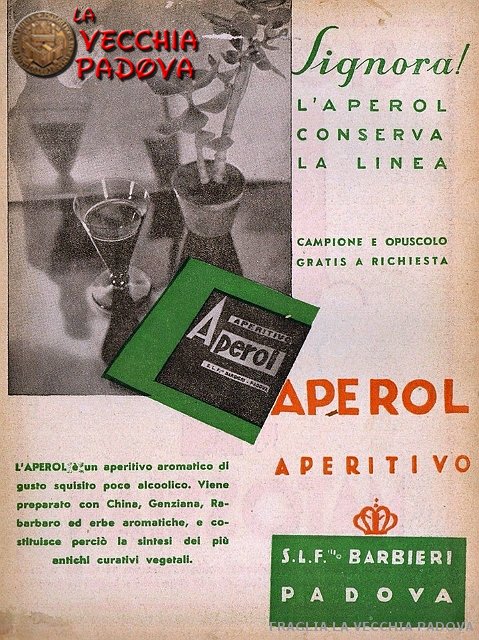 LA
VECCHIA
PADOVA
Signora!
L'APEROL
CONSERVA
LA LINEA
CAMPIONE E OPUSCOLO
GRATIS A RICHIESTA
APERITIVO
Aperol
APEROL
APERITIVO
L'APEROL è un aperitivo aromatico di
gusto squisito poco alcoolico. Viene
preparato con China, Genziana, Ra-
barbaro ed erbe aromatiche, e co-
stituisce perciò la sintesi dei più
antichi curativi vegetali.
S.L.F.lli BARBIERI
PADOVA
FRAGLIA LA VECCHIA PADOVA